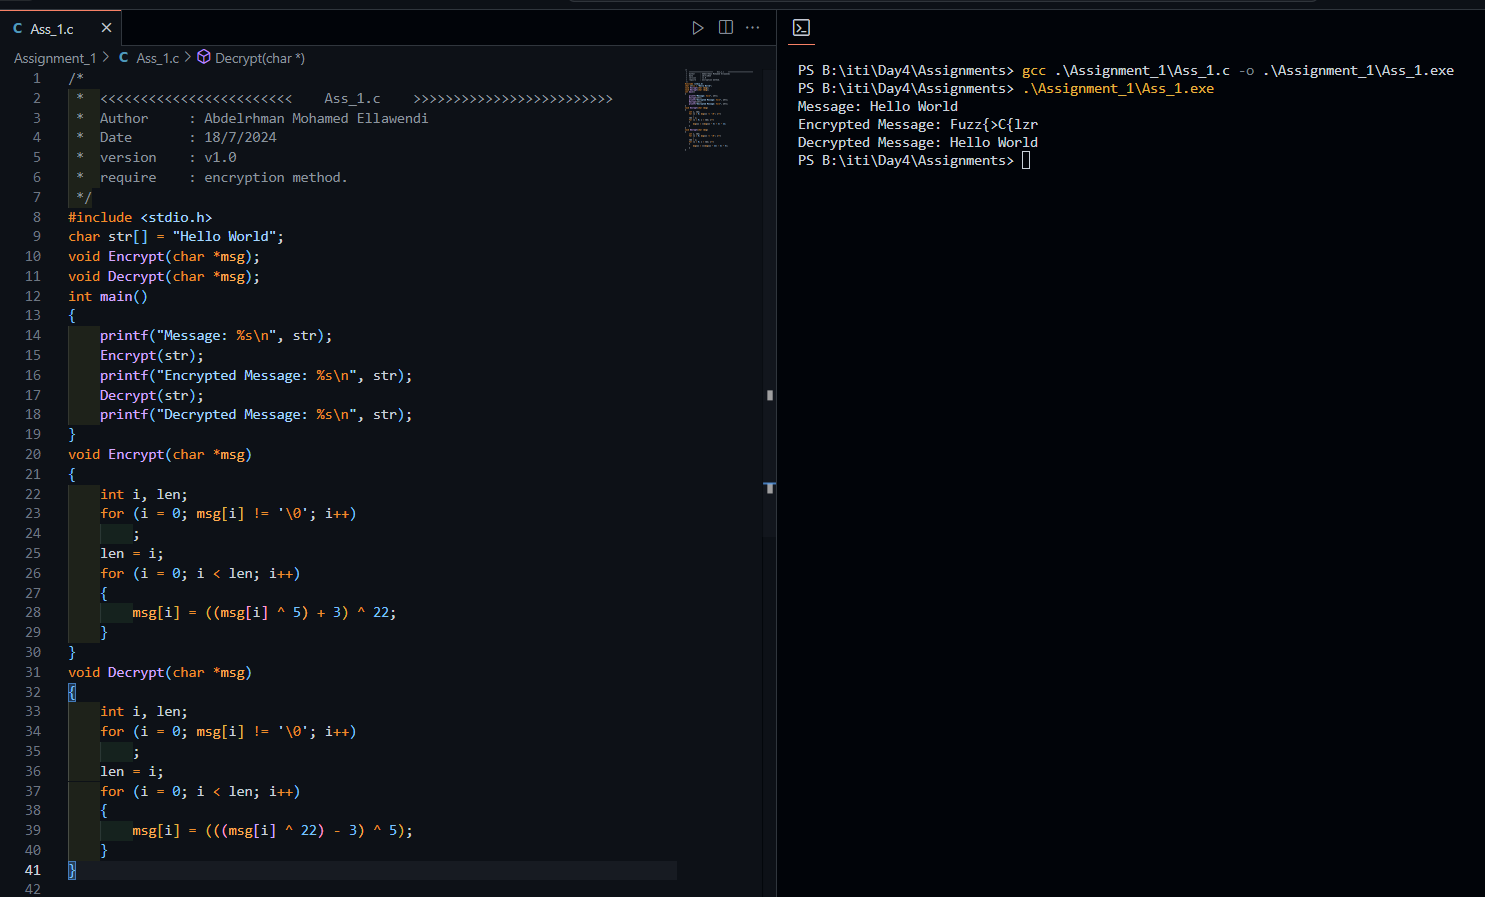 Ass_1.c
Assignment_1 > Ass_1.c > Decrypt(char *)
1 /*
2  *  <<<<<<<<<<<<<<<<<<<<<<<<    Ass_1.c    >>>>>>>>>>>>>>>>>>>>>>>>>
3  *  Author     : Abdelrhman Mohamed Ellawendi
4  *  Date       : 18/7/2024
5  *  version    : v1.0
6  *  require    : encryption method.
7  */
8 #include <stdio.h>
9 char str[] = "Hello World";
10 void Encrypt(char *msg);
11 void Decrypt(char *msg);
12 int main()
13 {
14     printf("Message: %s\n", str);
15     Encrypt(str);
16     printf("Encrypted Message: %s\n", str);
17     Decrypt(str);
18     printf("Decrypted Message: %s\n", str);
19 }
20 void Encrypt(char *msg)
21 {
22     int i, len;
23     for (i = 0; msg[i] != '\0'; i++)
24         ;
25     len = i;
26     for (i = 0; i < len; i++)
27     {
28         msg[i] = ((msg[i] ^ 5) + 3) ^ 22;
29     }
30 }
31 void Decrypt(char *msg)
32 {
33     int i, len;
34     for (i = 0; msg[i] != '\0'; i++)
35         ;
36     len = i;
37     for (i = 0; i < len; i++)
38     {
39         msg[i] = (((msg[i] ^ 22) - 3) ^ 5);
40     }
41 }
42
PS B:\iti\Day4\Assignments> gcc .\Assignment_1\Ass_1.c -o .\Assignment_1\Ass_1.exe
PS B:\iti\Day4\Assignments> .\Assignment_1\Ass_1.exe
Message: Hello World
Encrypted Message: Fuzz{>C{lzr
Decrypted Message: Hello World
PS B:\iti\Day4\Assignments>